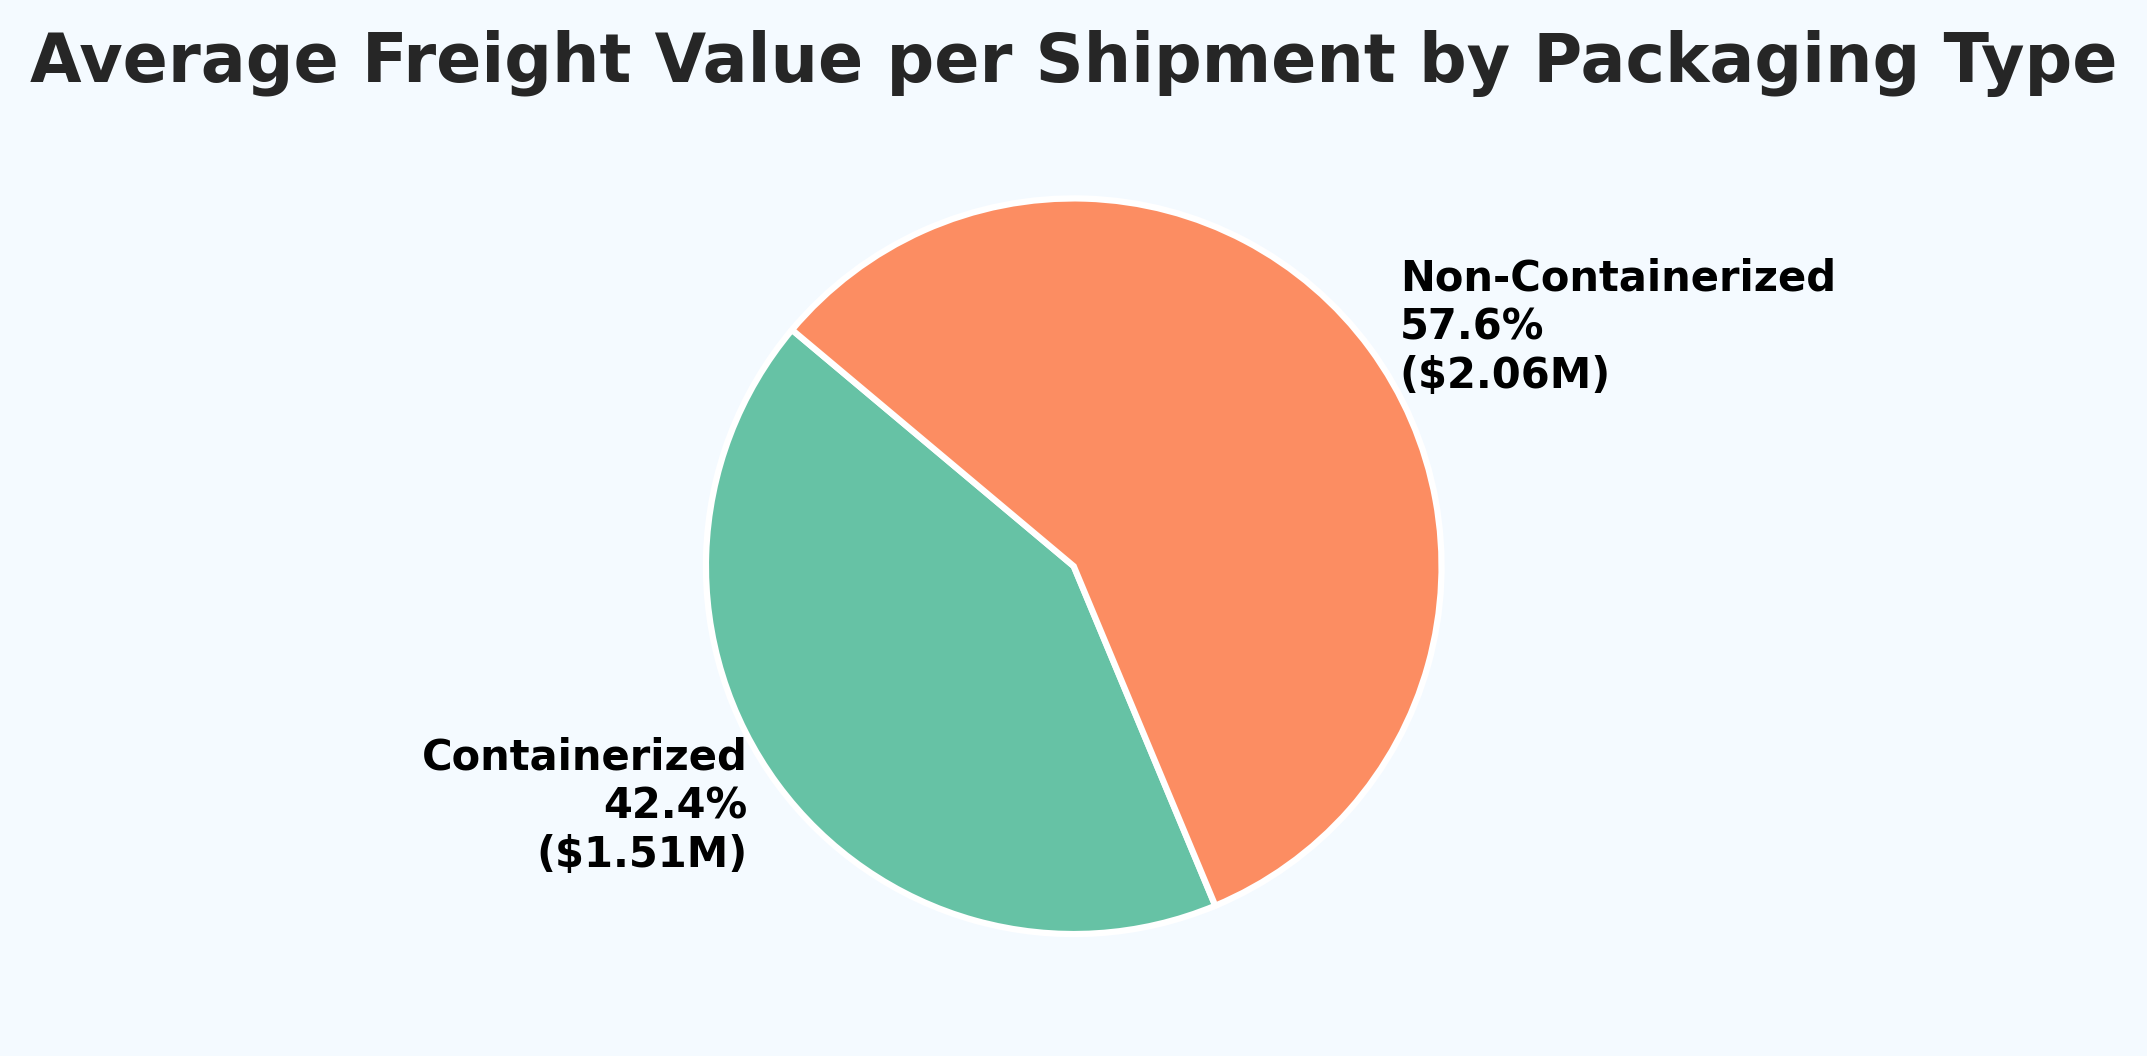 Average Freight Value per Shipment by Packaging Type
Non-Containerized
57.6%
($2.06M)
Containerized
42.4%
($1.51M)